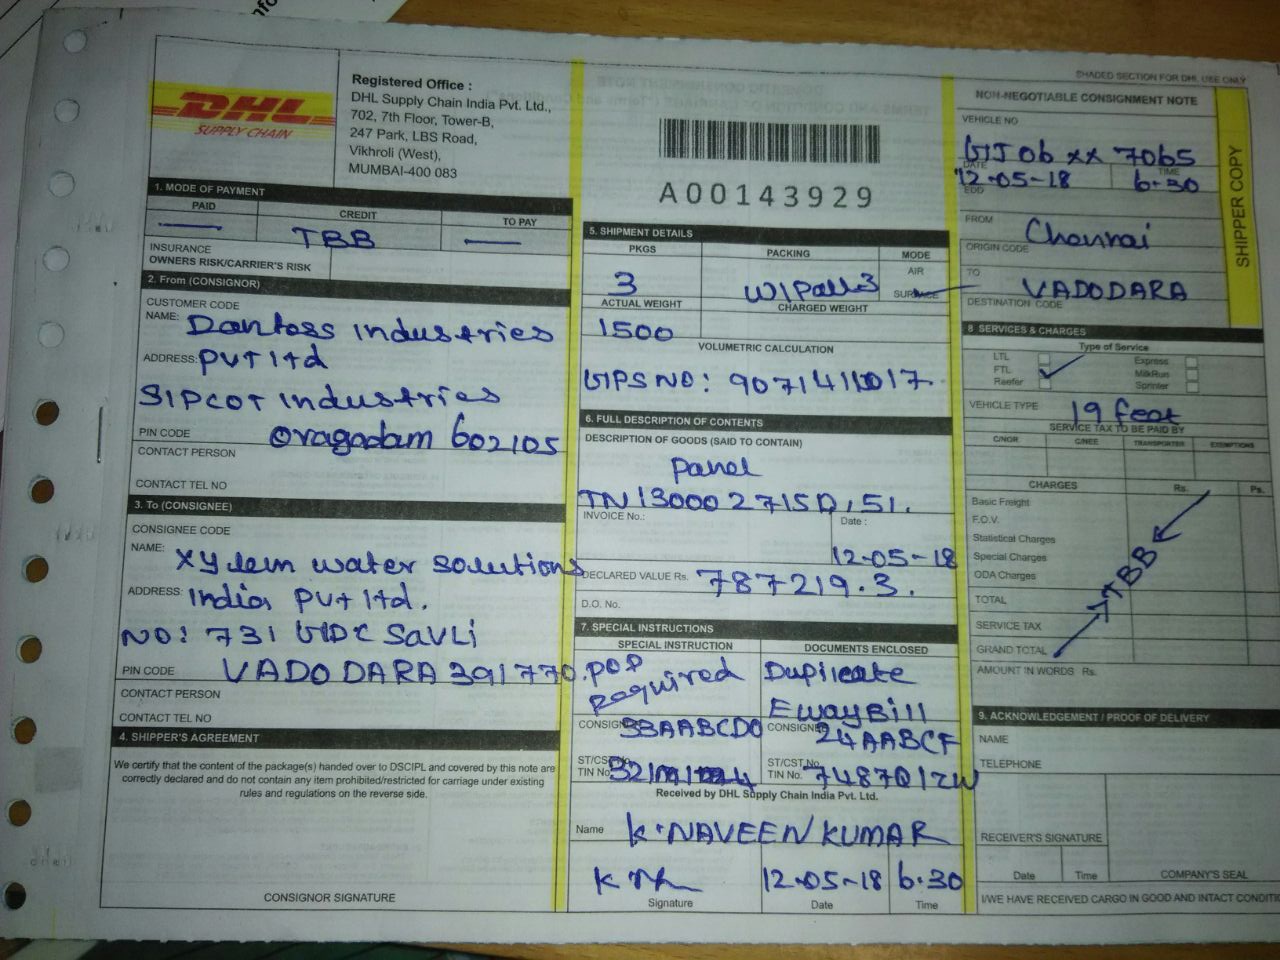 SHADED SECTION FOR DHL USE ONLY
DHL
SUPPLY CHAIN
Registered Office :
DHL Supply Chain India Pvt. Ltd.,
702, 7th Floor, Tower-B,
247 Park, LBS Road,
Vikhroli (West),
MUMBAI-400 083
1. MODE OF PAYMENT
PAID
CREDIT
TO PAY
TBB
INSURANCE
OWNERS RISK/CARRIER'S RISK
2. From (CONSIGNOR)
CUSTOMER CODE
NAME: Danfoss industries
ADDRESS: Pvt ltd
SIPCOT industries
PIN CODE oragadam 602105
CONTACT PERSON
CONTACT TEL NO
3. To (CONSIGNEE)
CONSIGNEE CODE
NAME: Xylem water solutions
ADDRESS: India Pvt ltd.
NO: 731 GIDC SaVLi
PIN CODE VADODARA 391770.
CONTACT PERSON
CONTACT TEL NO
4. SHIPPER'S AGREEMENT
We certify that the content of the package(s) handed over to DSCIPL and covered by this note are
correctly declared and do not contain any item prohibited/restricted for carriage under existing
rules and regulations on the reverse side.
CONSIGNOR SIGNATURE
A00143929
5. SHIPMENT DETAILS
PKGS
PACKING
MODE
3
AIR
SURFACE
ACTUAL WEIGHT
CHARGED WEIGHT
1500
VOLUMETRIC CALCULATION
GPS NO: 9071411017
6. FULL DESCRIPTION OF CONTENTS
DESCRIPTION OF GOODS (SAID TO CONTAIN)
Panel
TN130002715D, 51.
INVOICE No.:
Date :
12-05-18
DECLARED VALUE Rs. 787219.3.
D.O. No.
7. SPECIAL INSTRUCTIONS
SPECIAL INSTRUCTION
DOCUMENTS ENCLOSED
POD Required
Duplicate
EwayBill
33AABCD0
CONSIGNEE 24AABCF
ST/CST No.
TIN No.
ST/CST No.
TIN No. 7487Q1ZW
Received by DHL Supply Chain India Pvt. Ltd.
Name K. NAVEEN KUMAR
12-05-18
6.30
Signature
Date
Time
NON-NEGOTIABLE CONSIGNMENT NOTE
VEHICLE NO
GJ 06 XX 7065
DATE
TIME
12-05-18
6.30
EDD
FROM Chennai
ORIGIN CODE
TO VADODARA
DESTINATION CODE
SHIPPER COPY
8 SERVICES & CHARGES
Type of Service
LTL
Express
FTL
MilkRun
Reefer
Sprinter
VEHICLE TYPE 19 feet
SERVICE TAX TO BE PAID BY
C/NOR
C/NEE
TRANSPORTER
EXEMPTIONS
CHARGES
Rs.
Ps.
Basic Freight
F.O.V.
Statistical Charges
Special Charges
ODA Charges
TBB
TOTAL
SERVICE TAX
GRAND TOTAL
AMOUNT IN WORDS Rs.
9. ACKNOWLEDGEMENT / PROOF OF DELIVERY
NAME
TELEPHONE
RECEIVER'S SIGNATURE
Date
Time
COMPANY'S SEAL
I/WE HAVE RECEIVED CARGO IN GOOD AND INTACT